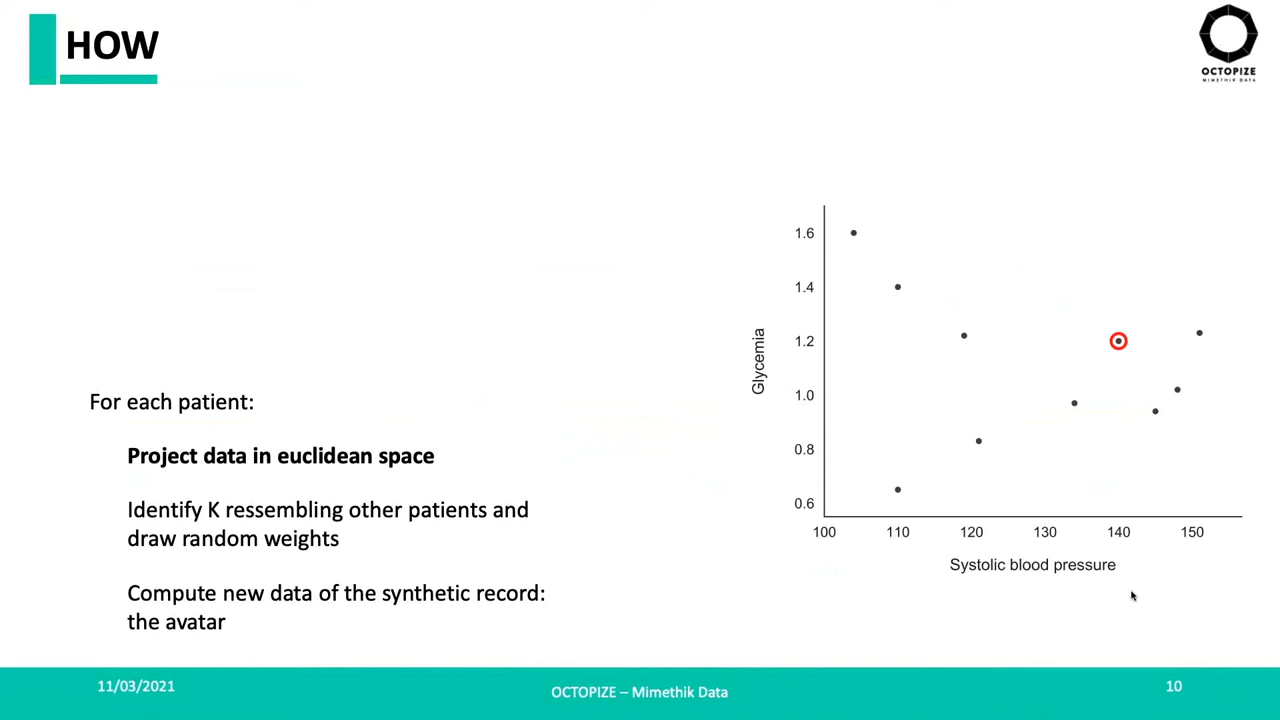 HOW
OCTOPIZE
MIMETHIK DATA
For each patient:
Project data in euclidean space
Identify K ressembling other patients and
draw random weights
Compute new data of the synthetic record:
the avatar
1.6
1.4
1.2
1.0
0.8
0.6
Glycemia
100 110 120 130 140 150
Systolic blood pressure
11/03/2021
OCTOPIZE – Mimethik Data
10